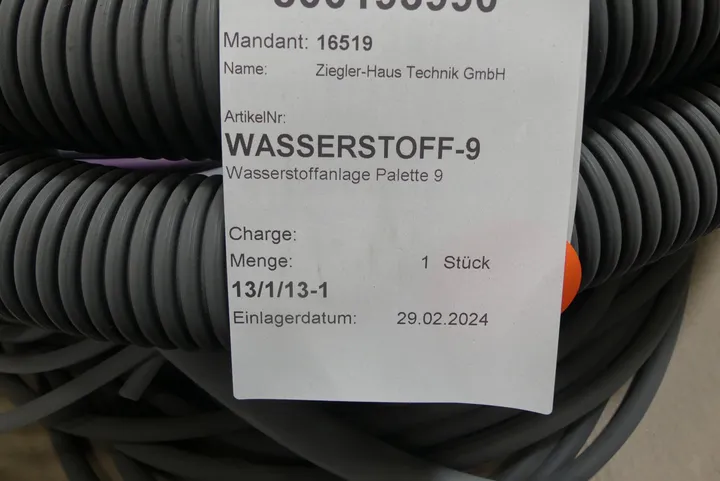 Mandant: 16519
Name: Ziegler-Haus Technik GmbH
ArtikelNr:
WASSERSTOFF-9
Wasserstoffanlage Palette 9
Charge:
Menge: 1 Stück
13/1/13-1
Einlagerdatum: 29.02.2024